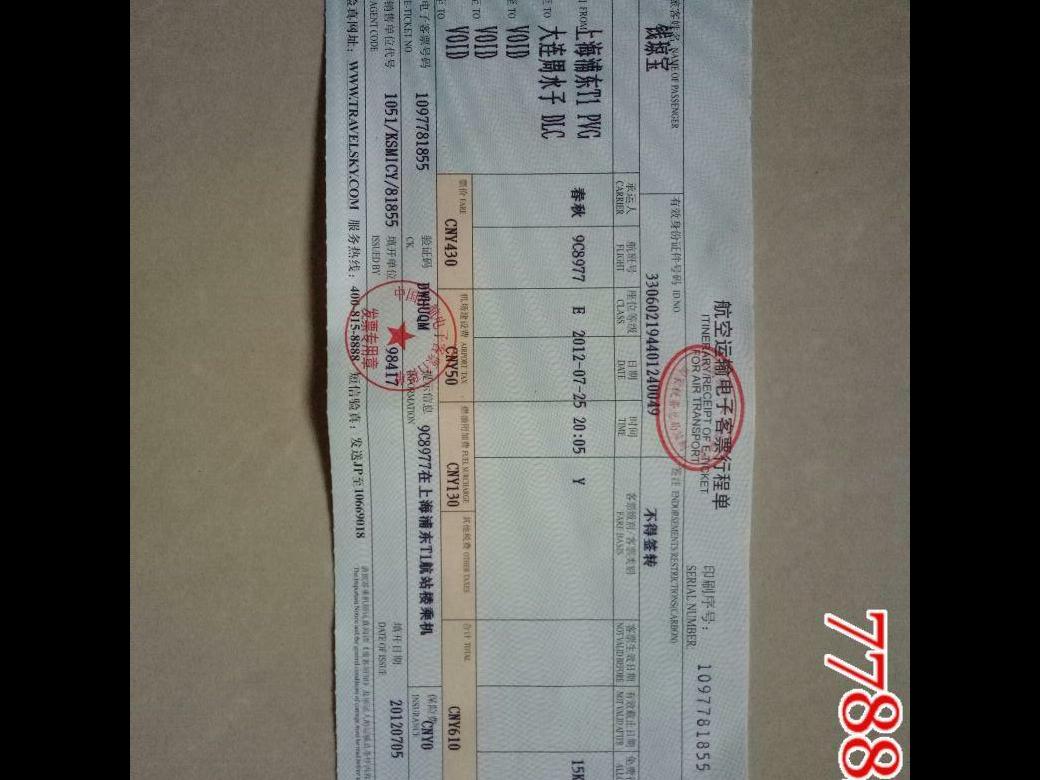 航空运输电子客票行程单
ITINERARY/RECEIPT OF E-TICKET
FOR AIR TRANSPORT
印刷序号： 1097781855
SERIAL NUMBER:
旅客姓名 NAME OF PASSENGER 有效身份证件号码 ID.NO 签注 ENDORSEMENTS/RESTRICTIONS(CARBON)
330602194401240049 不得签转
承运人 CARRIER 航班号 FLIGHT 座位等级 CLASS 日期 DATE 时间 TIME 客票级别/客票类别 FARE BASIS 客票生效日期 NOT VALID BEFORE 有效截止日期 NOT VALID AFTER 免费
FROM 上海浦东T1 PVG 春秋 9C8977 E 2012-07-25 20:05 Y 15K
TO 大连周水子 DLC
TO VOID
TO VOID
TO VOID
票价 FARE CNY430 机场建设费 AIRPORT TAX CNY50 燃油附加费 FUEL SURCHARGE CNY130 其他税费 OTHER TAXES 合计 TOTAL CNY610
电子客票号码 E-TICKET NO 1097781855 验证码 CK. DWHUQM 提示信息 INFORMATION 9C8977在上海浦东T1航站楼乘机 保险费 INSURANCE CNY0
销售单位代号 AGENT CODE 1051/KSMICY/81855 填开单位 ISSUED BY 98417 填开日期 DATE OF ISSUE 20120705
验真网址： WWW.TRAVELSKY.COM 服务热线： 400-815-8888 短信验真： 发送JP至10669018
发票专用章
7788